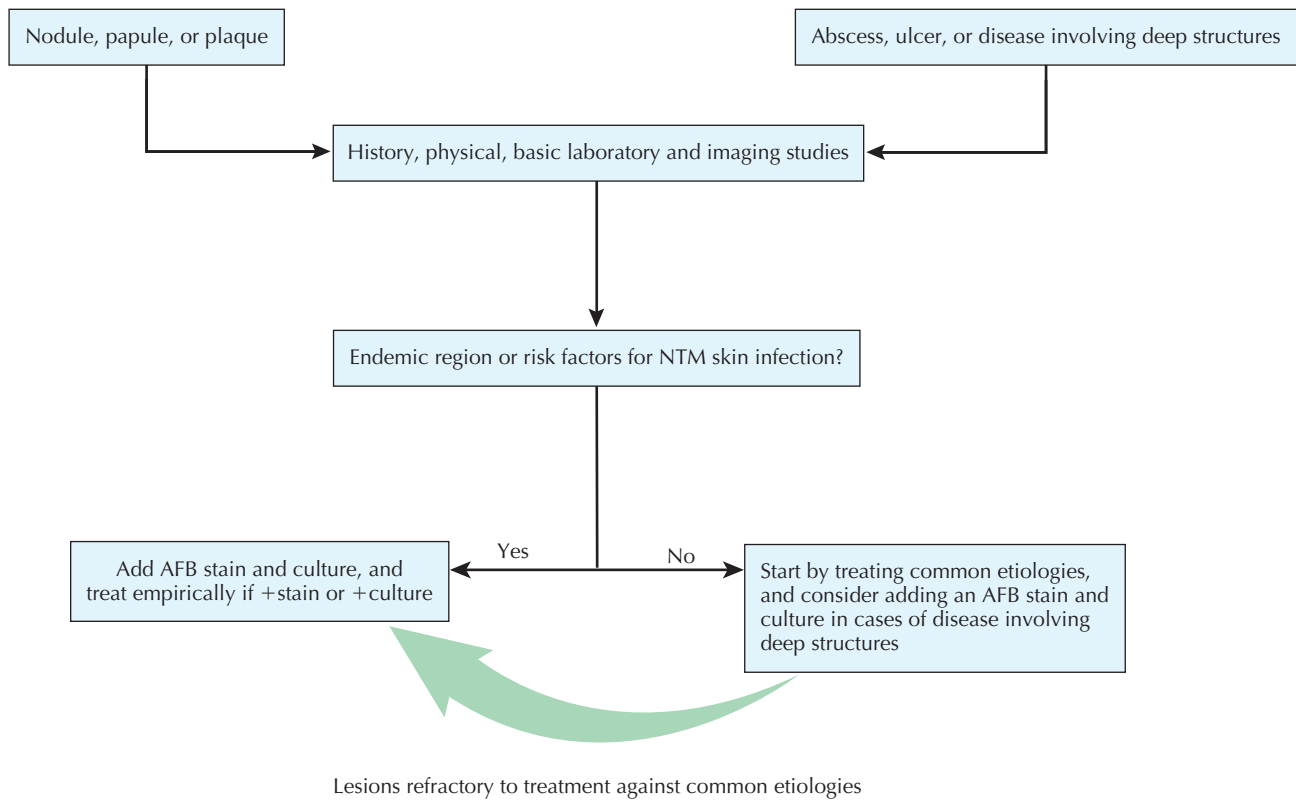 Nodule, papule, or plaque
Abscess, ulcer, or disease involving deep structures
History, physical, basic laboratory and imaging studies
Endemic region or risk factors for NTM skin infection?
Yes
No
Add AFB stain and culture, and
treat empirically if +stain or +culture
Start by treating common etiologies,
and consider adding an AFB stain and
culture in cases of disease involving
deep structures
Lesions refractory to treatment against common etiologies